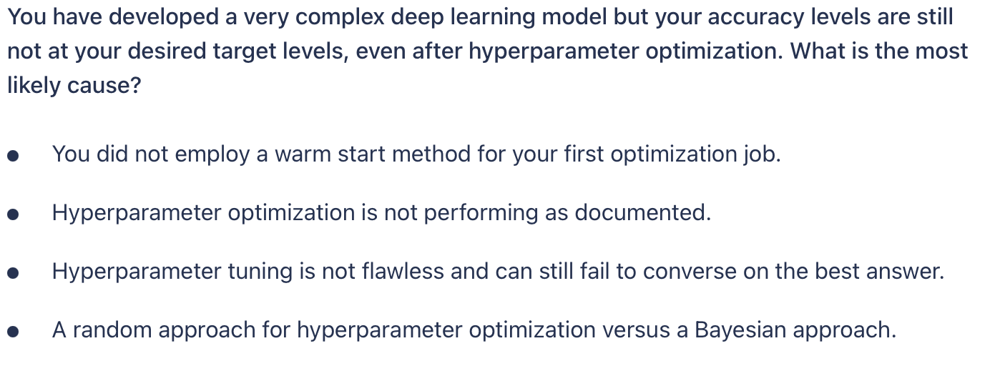 You have developed a very complex deep learning model but your accuracy levels are still
not at your desired target levels, even after hyperparameter optimization. What is the most
likely cause?
You did not employ a warm start method for your first optimization job.
Hyperparameter optimization is not performing as documented.
Hyperparameter tuning is not flawless and can still fail to converse on the best answer.
A random approach for hyperparameter optimization versus a Bayesian approach.